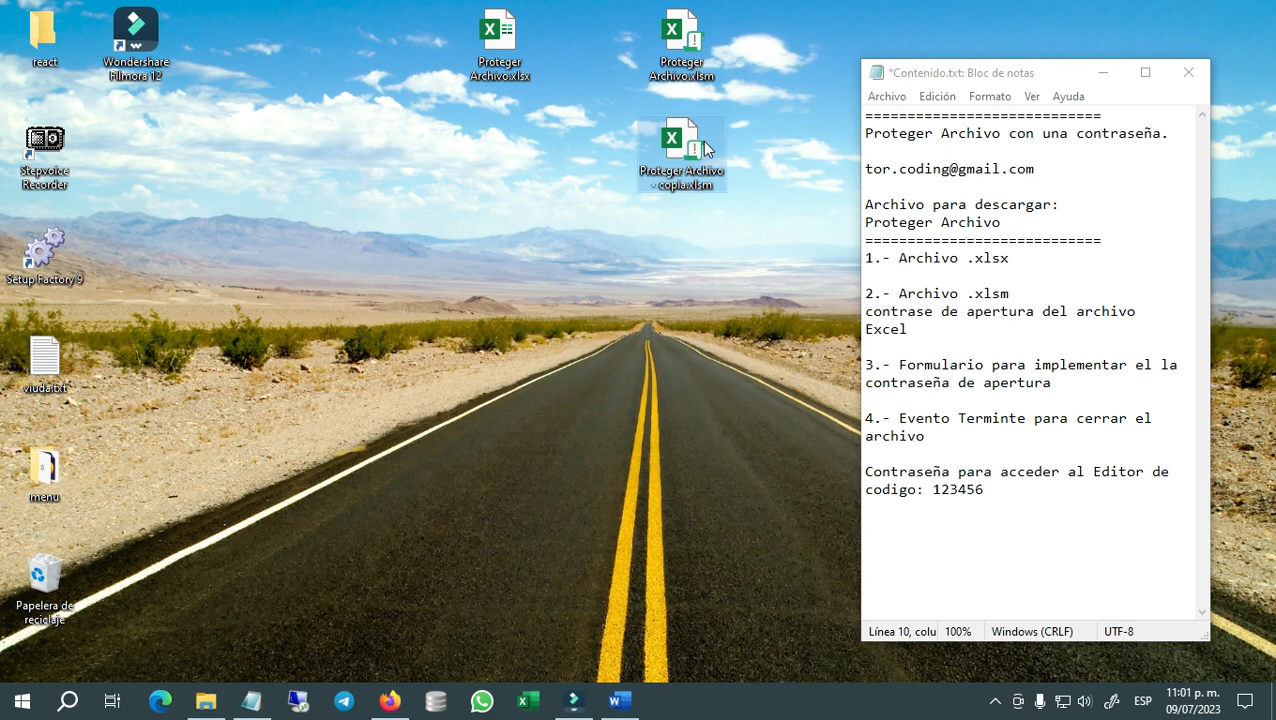 react
Wondershare
Filmora 12
Proteger
Archivo.xlsx
Proteger
Archivo.xlsm
Stepvoice
Recorder
Proteger Archivo
- copia.xlsm
Setup Factory 9
viuda.txt
menu
Papelera de
reciclaje
*Contenido.txt: Bloc de notas
Archivo Edición Formato Ver Ayuda
============================
Proteger Archivo con una contraseña.
tor.coding@gmail.com
Archivo para descargar:
Proteger Archivo
============================
1.- Archivo .xlsx
2.- Archivo .xlsm
contrase de apertura del archivo
Excel
3.- Formulario para implementar el la
contraseña de apertura
4.- Evento Terminte para cerrar el
archivo
Contraseña para acceder al Editor de
codigo: 123456
Línea 10, colu 100% Windows (CRLF) UTF-8
ESP
11:01 p. m.
09/07/2023